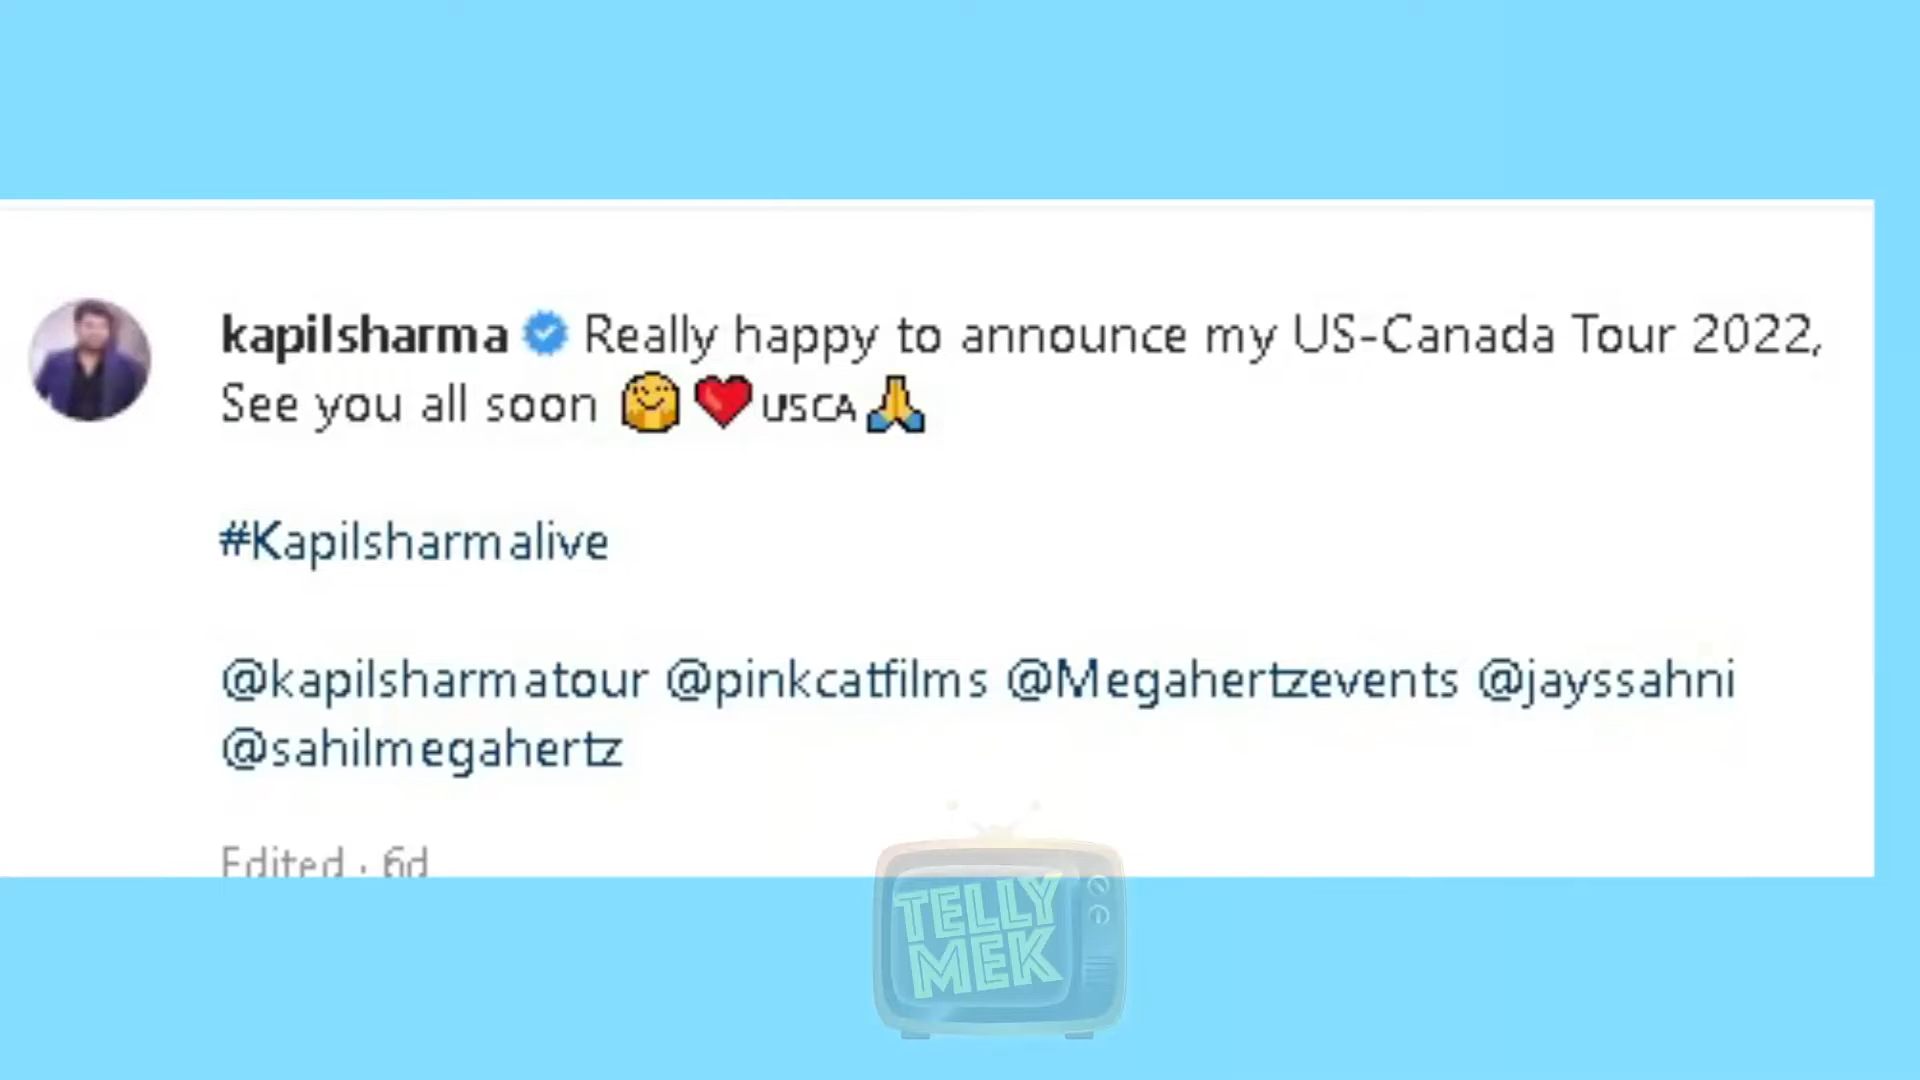 kapilsharma Really happy to announce my US-Canada Tour 2022,
See you all soon 🤗❤️USCA🙏
#Kapilsharmalive
@kapilsharmatour @pinkcatfilms @Megahertzevents @jayssahni
@sahilmegahertz
Edited · 6d
TELLY
MEK